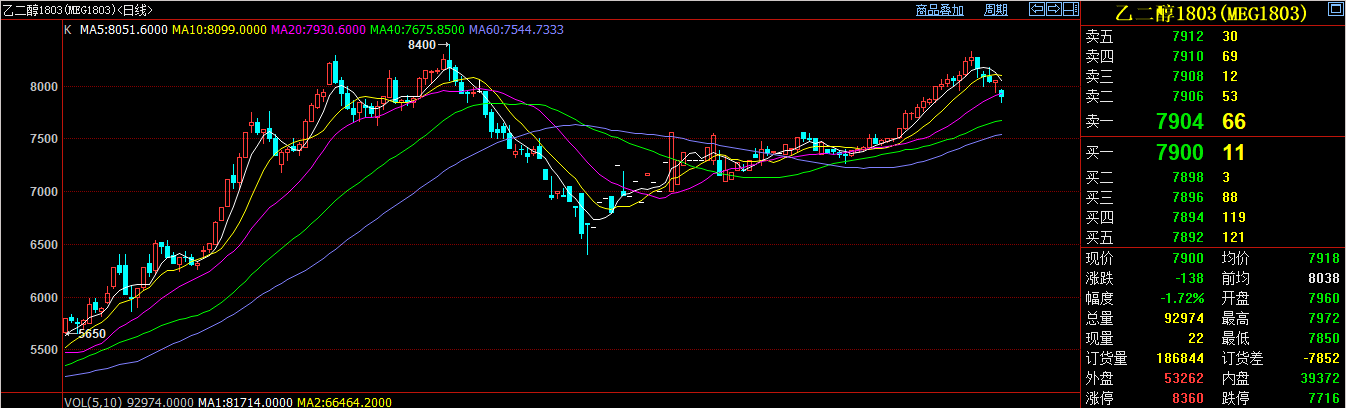 乙二醇1803(MEG1803)<日线>
商品叠加 周期
K MA5:8051.6000 MA10:8099.0000 MA20:7930.6000 MA40:7675.8500 MA60:7544.7333
8400→
8000
7500
7000
6500
6000
←5650
5500
VOL(5,10) 92974.0000 MA1:81714.0000 MA2:66464.2000
乙二醇1803(MEG1803)
卖五 7912 30
卖四 7910 69
卖三 7908 12
卖二 7906 53
卖一 7904 66
买一 7900 11
买二 7898 3
买三 7896 88
买四 7894 119
买五 7892 121
现价 7900 均价 7918
涨跌 -138 前均 8038
幅度 -1.72% 开盘 7960
总量 92974 最高 7972
现量 22 最低 7850
订货量 186844 订货差 -7852
外盘 53262 内盘 39372
涨停 8360 跌停 7716